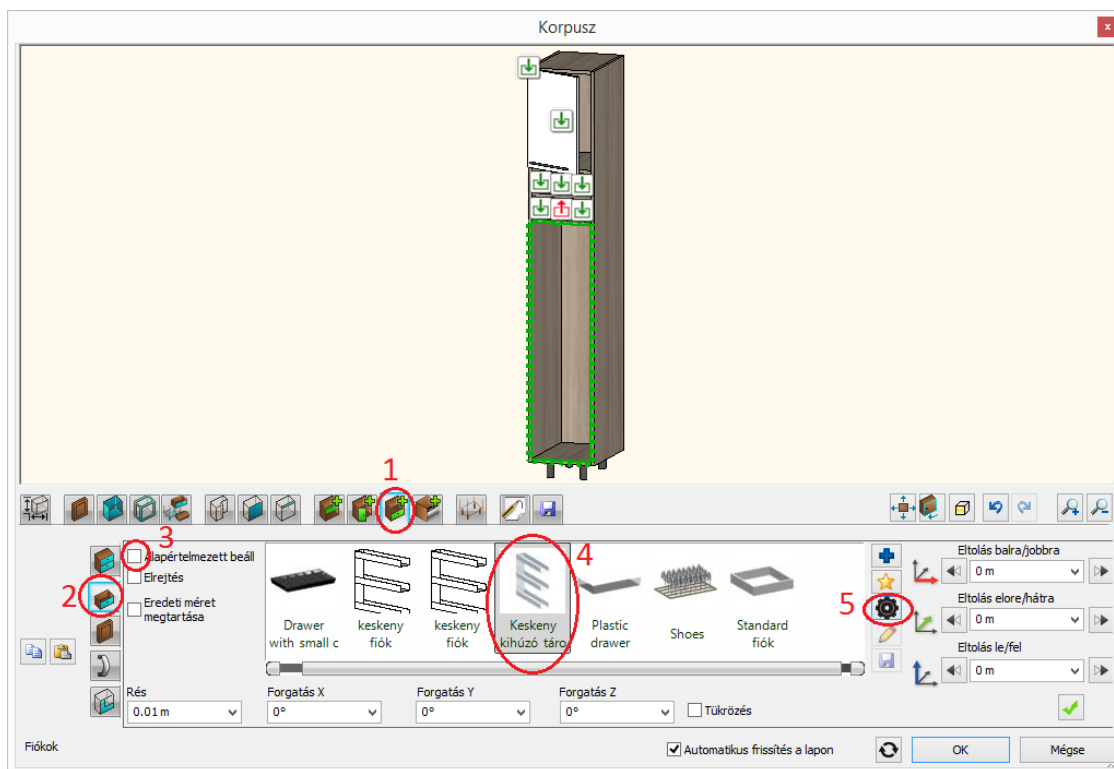 Korpusz
x
1
3
Alapértelmezett beáll
Elrejtés
Eredeti méret
megtartása
2
4
5
Drawer
with small c
keskeny
fiók
keskeny
fiók
Keskeny
kihúzó táro
Plastic
drawer
Shoes
Standard
fiók
Eltolás balra/jobbra
0 m
Eltolás elore/hátra
0 m
Eltolás le/fel
0 m
Rés
0.01 m
Forgatás X
0°
Forgatás Y
0°
Forgatás Z
0°
Tükrözés
Fiókok
Automatikus frissítés a lapon
OK
Mégse